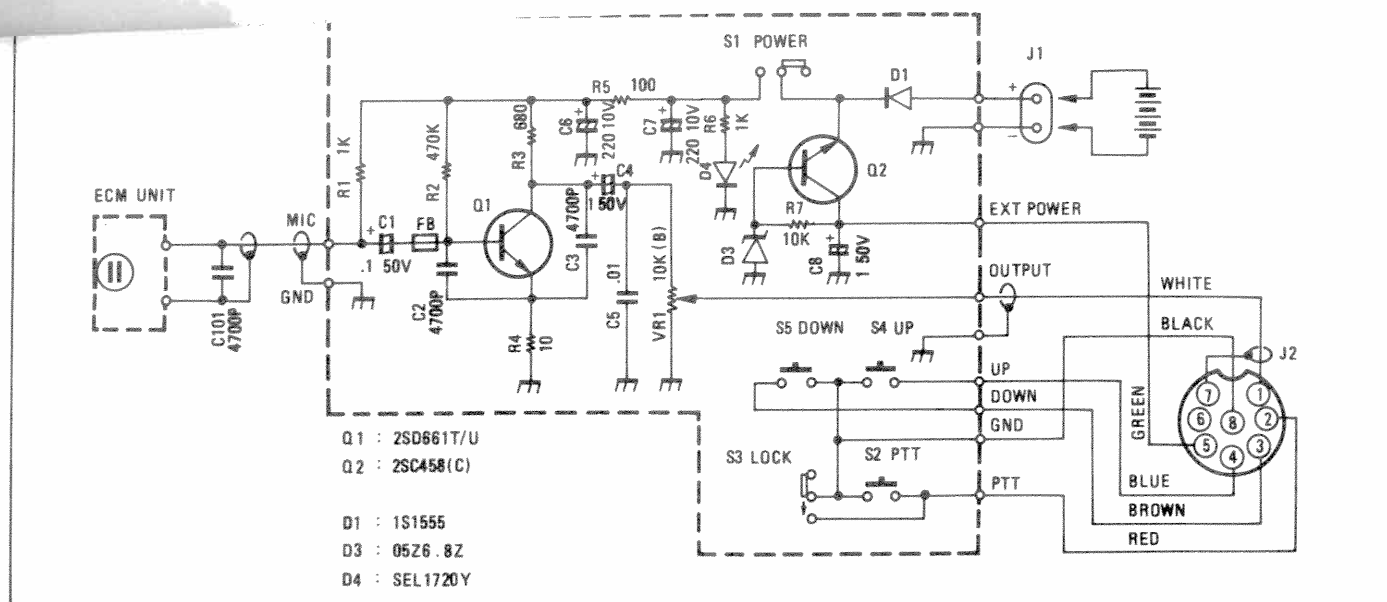 S1 POWER
J1
D1
+
−
R5 100
R1 1K
R2 470K
R3 680
C6 220 10V
+
C7 220 10V
+
R6 1K
D4
Q2
ECM UNIT
MIC
GND
C101
4700P
C1
+
.1 50V
FB
Q1
C2
4700P
4700P
C3
C4
+
1 50V
R4 10
.01
C5
10K (B)
VR1
R7
10K
D3
+
C8
1 50V
EXT POWER
OUTPUT
WHITE
BLACK
S5 DOWN S4 UP
UP
DOWN
GND
GREEN
J2
1
2
3
4
5
6
7
8
S3 LOCK
S2 PTT
PTT
BLUE
BROWN
RED
Q1 : 2SD661T/U
Q2 : 2SC458(C)
D1 : 1S1555
D3 : 05Z6.8Z
D4 : SEL1720Y